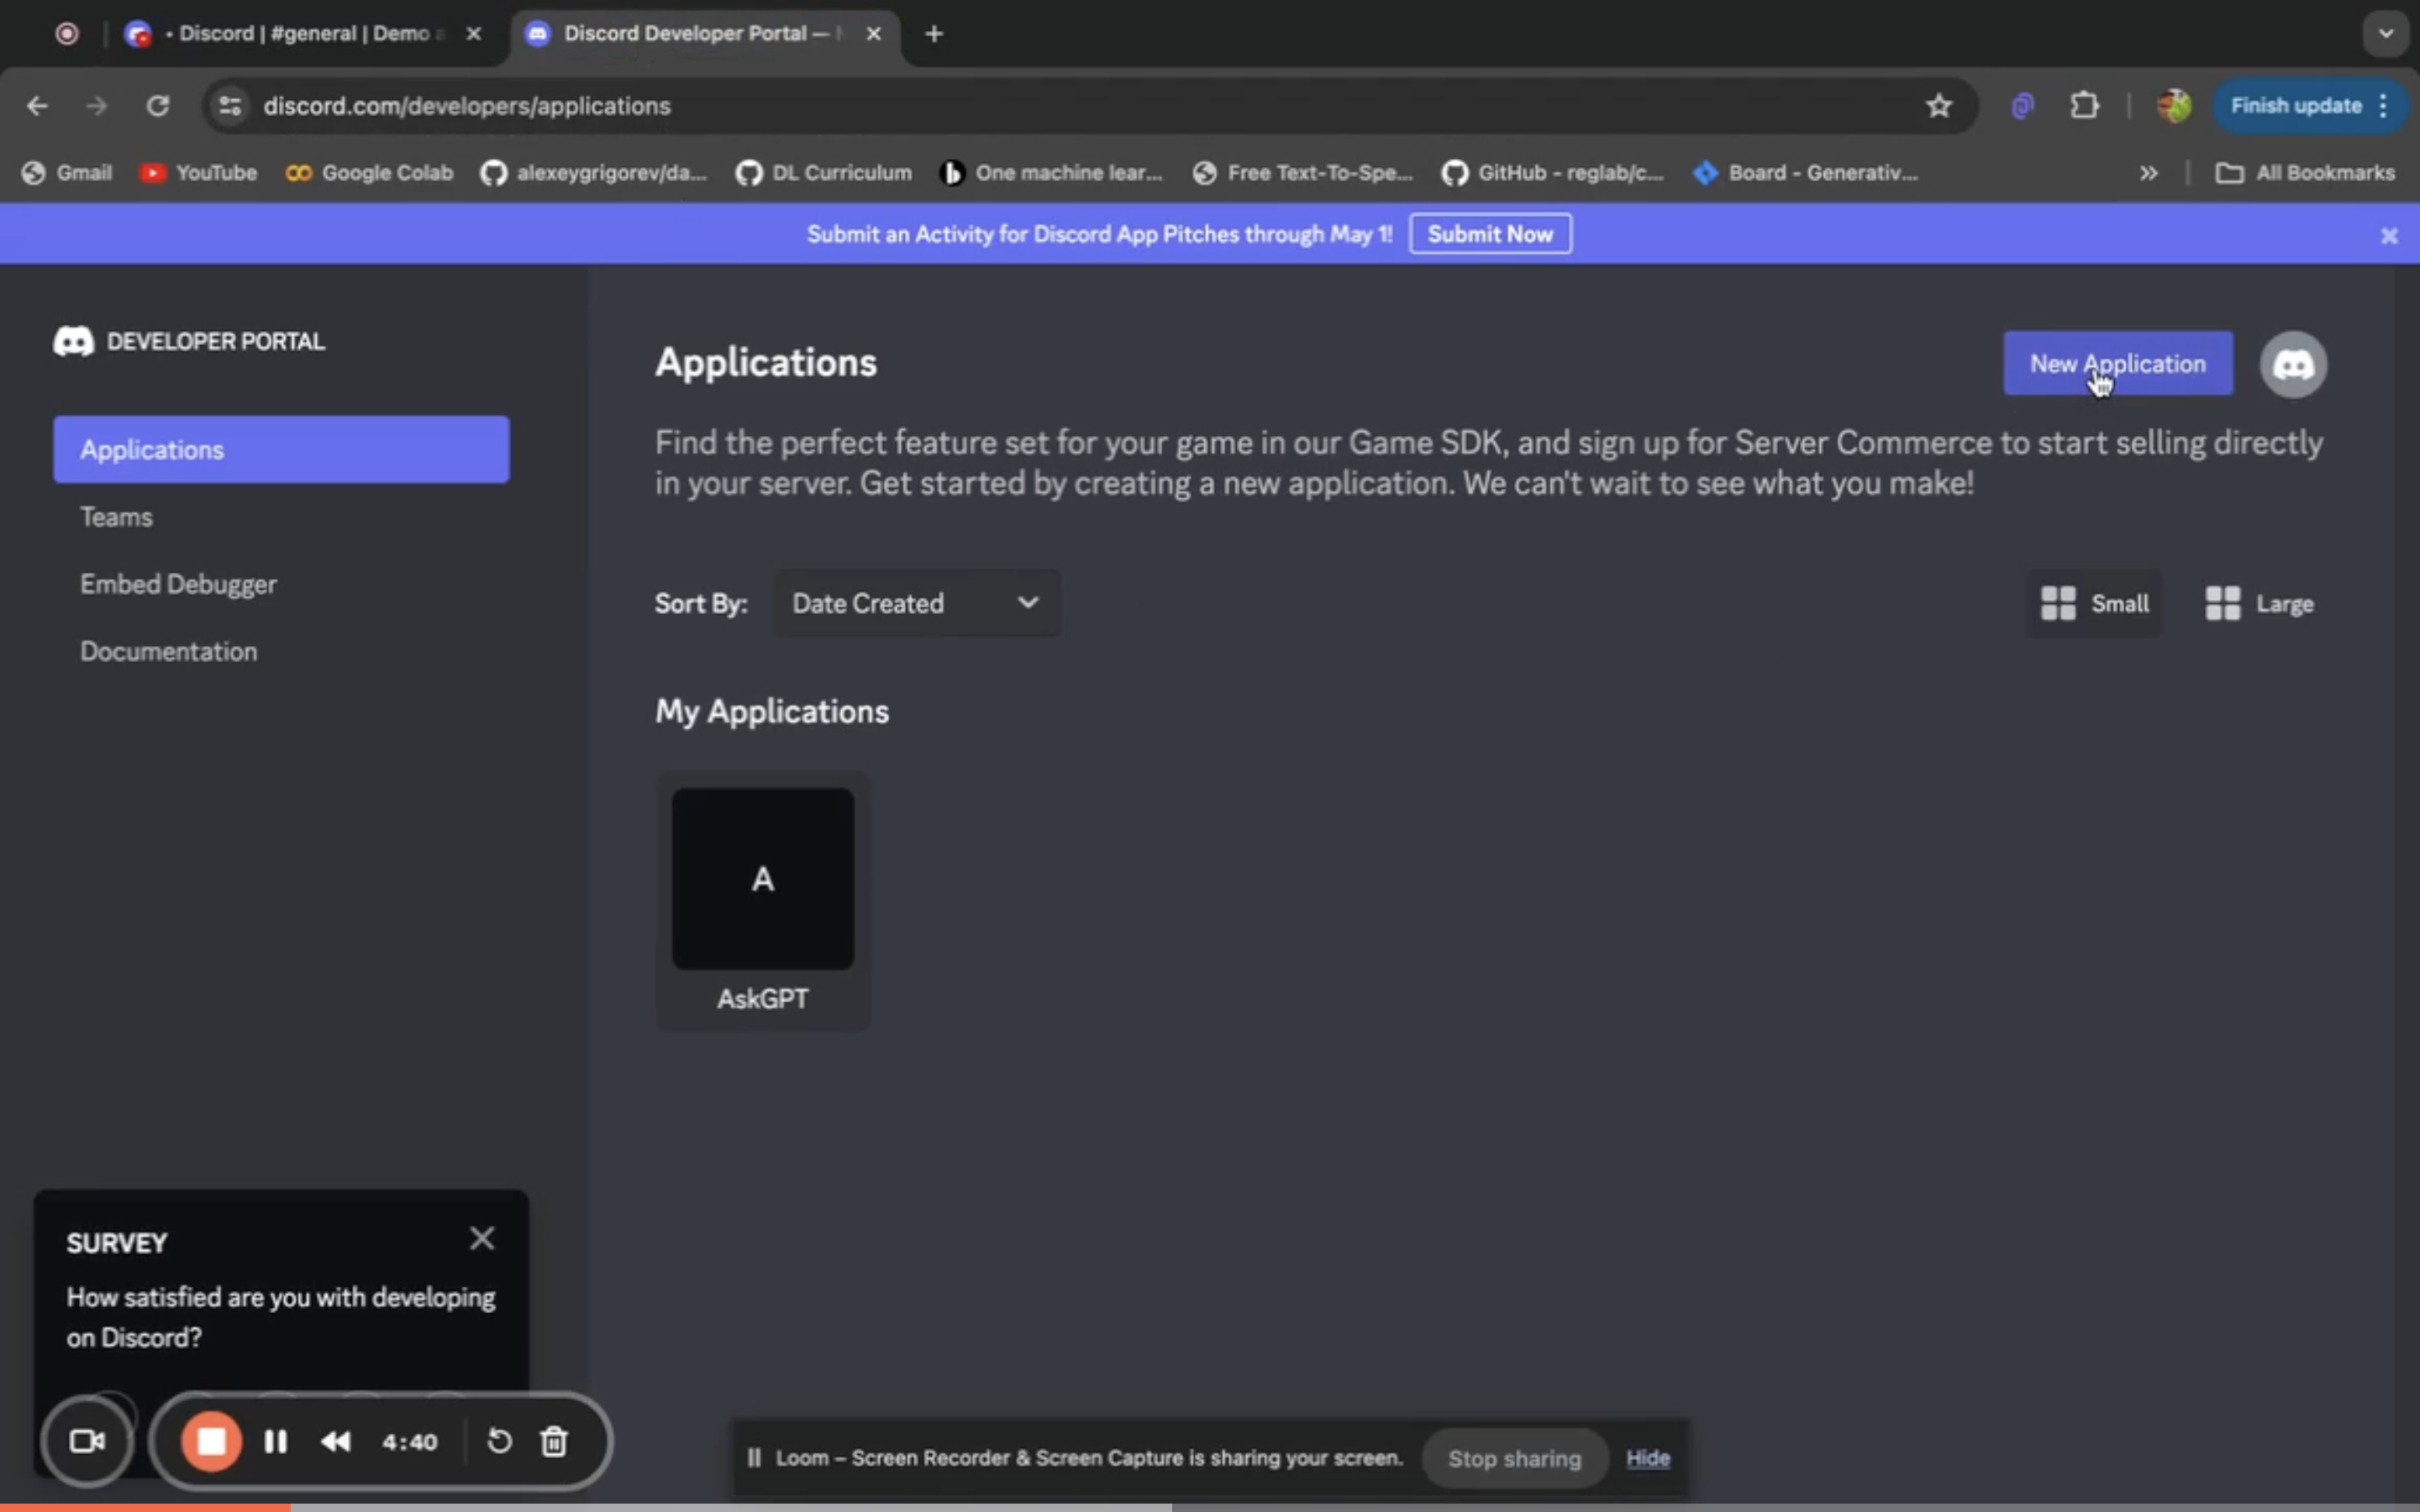 • Discord | #general | Demo
Discord Developer Portal —
discord.com/developers/applications
Finish update
Gmail
YouTube
Google Colab
alexeygrigorev/da...
DL Curriculum
One machine lear...
Free Text-To-Spe...
GitHub - reglab/c...
Board - Generativ...
All Bookmarks
Submit an Activity for Discord App Pitches through May 1!
Submit Now
DEVELOPER PORTAL
Applications
Teams
Embed Debugger
Documentation
Applications
New Application
Find the perfect feature set for your game in our Game SDK, and sign up for Server Commerce to start selling directly
in your server. Get started by creating a new application. We can't wait to see what you make!
Sort By:
Date Created
Small
Large
My Applications
A
AskGPT
SURVEY
How satisfied are you with developing
on Discord?
4:40
Loom – Screen Recorder & Screen Capture is sharing your screen.
Stop sharing
Hide